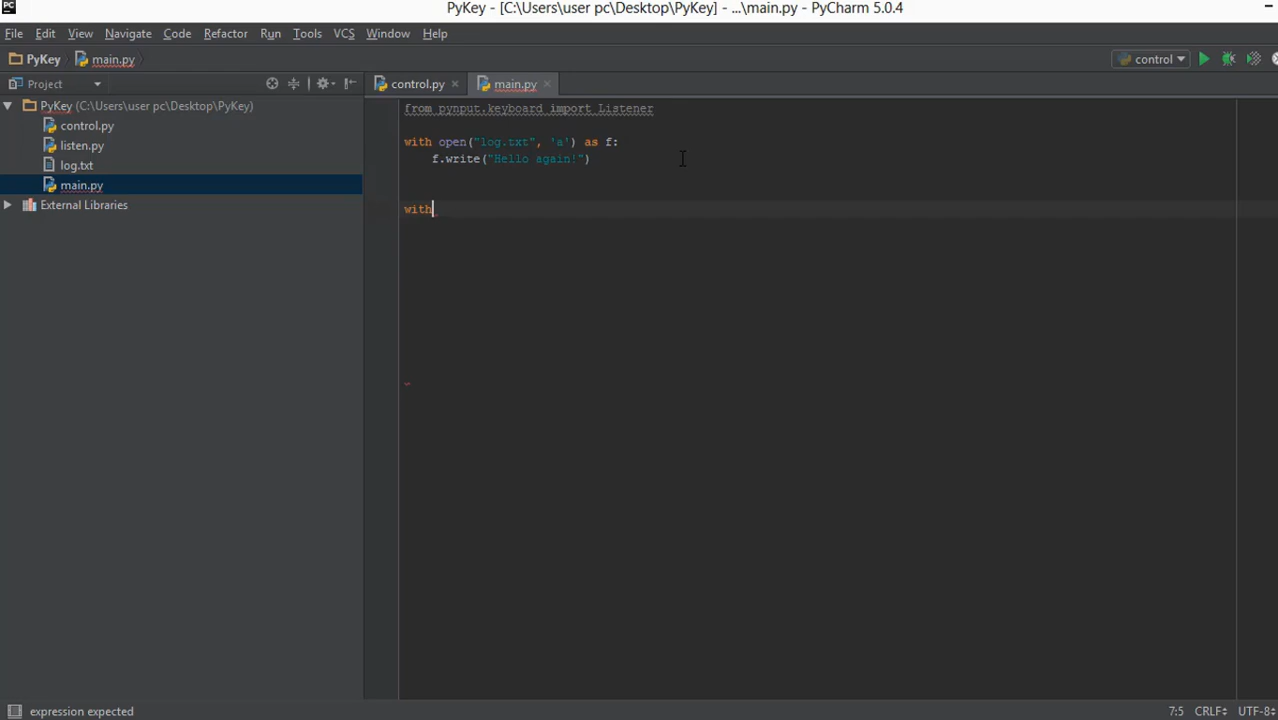 PyKey - [C:\Users\user pc\Desktop\PyKey] - ...\main.py - PyCharm 5.0.4
File Edit View Navigate Code Refactor Run Tools VCS Window Help
PyKey main.py control
Project control.py main.py
PyKey (C:\Users\user pc\Desktop\PyKey)
control.py
listen.py
log.txt
main.py
External Libraries
from pynput.keyboard import Listener
with open("log.txt", 'a') as f:
f.write("Hello again!")
with
expression expected 7:5 CRLF UTF-8